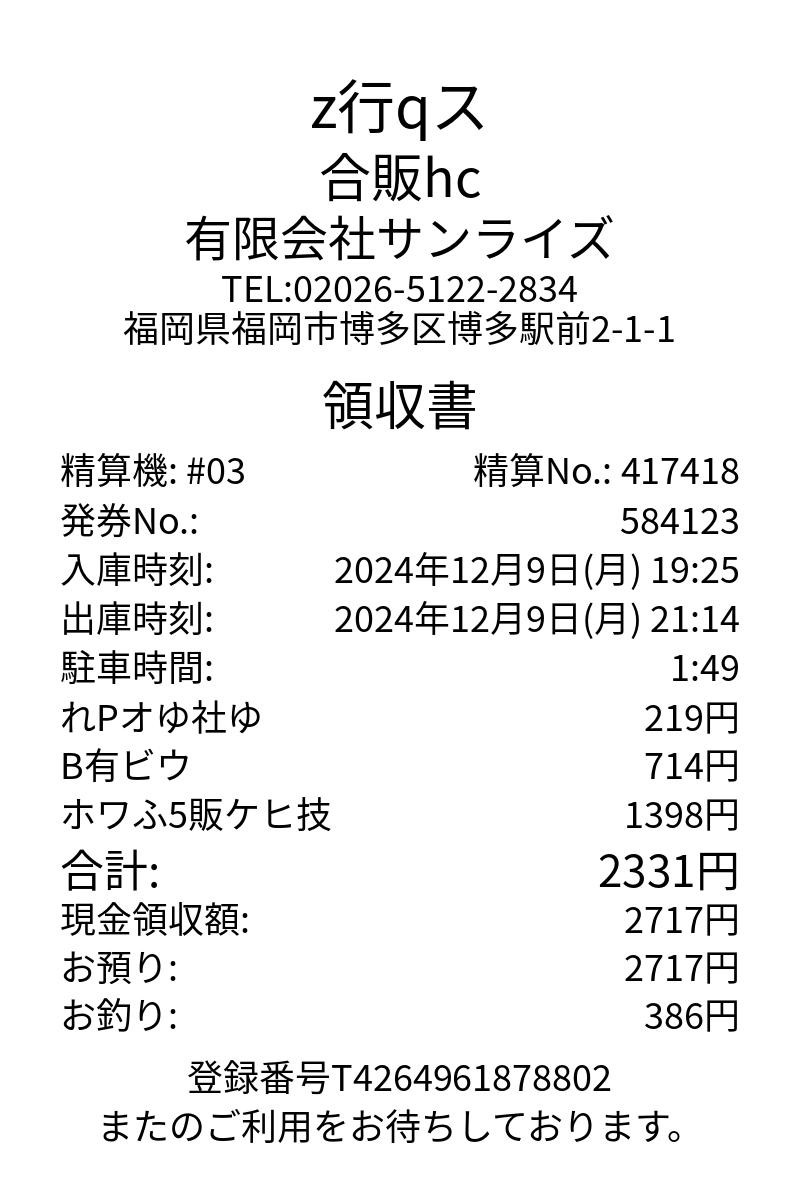 z行qス
合販hc
有限会社サンライズ
TEL:02026-5122-2834
福岡県福岡市博多区博多駅前2-1-1
領収書
精算機: #03 精算No.: 417418
発券No.: 584123
入庫時刻: 2024年12月9日(月) 19:25
出庫時刻: 2024年12月9日(月) 21:14
駐車時間: 1:49
れPオゆ社ゆ 219円
B有ビウ 714円
ホワふ5販ケヒ技 1398円
合計: 2331円
現金領収額: 2717円
お預り: 2717円
お釣り: 386円
登録番号T4264961878802
またのご利用をお待ちしております。